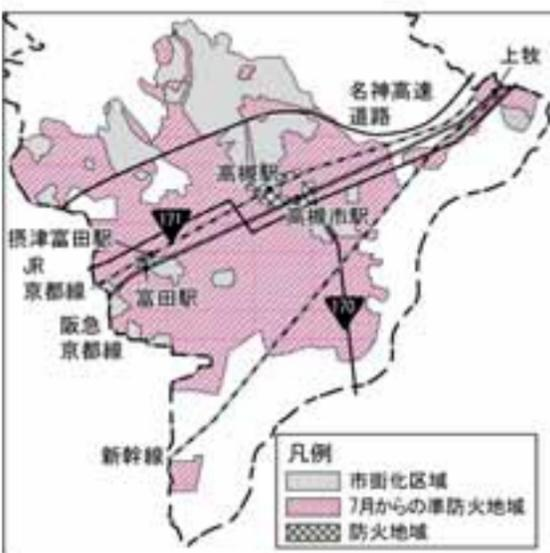 上牧
名神高速
道路
高槻駅
171
高槻市駅
摂津富田駅
JR
京都線
富田駅
170
阪急
京都線
新幹線
凡例
市街化区域
7月からの準防火地域
防火地域